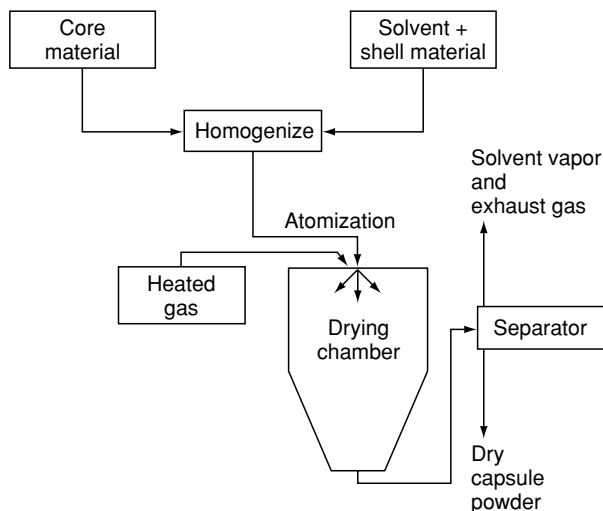 Core
material
Solvent +
shell material
Homogenize
Solvent vapor
and
exhaust gas
Atomization
Heated
gas
Drying
chamber
Separator
Dry
capsule
powder